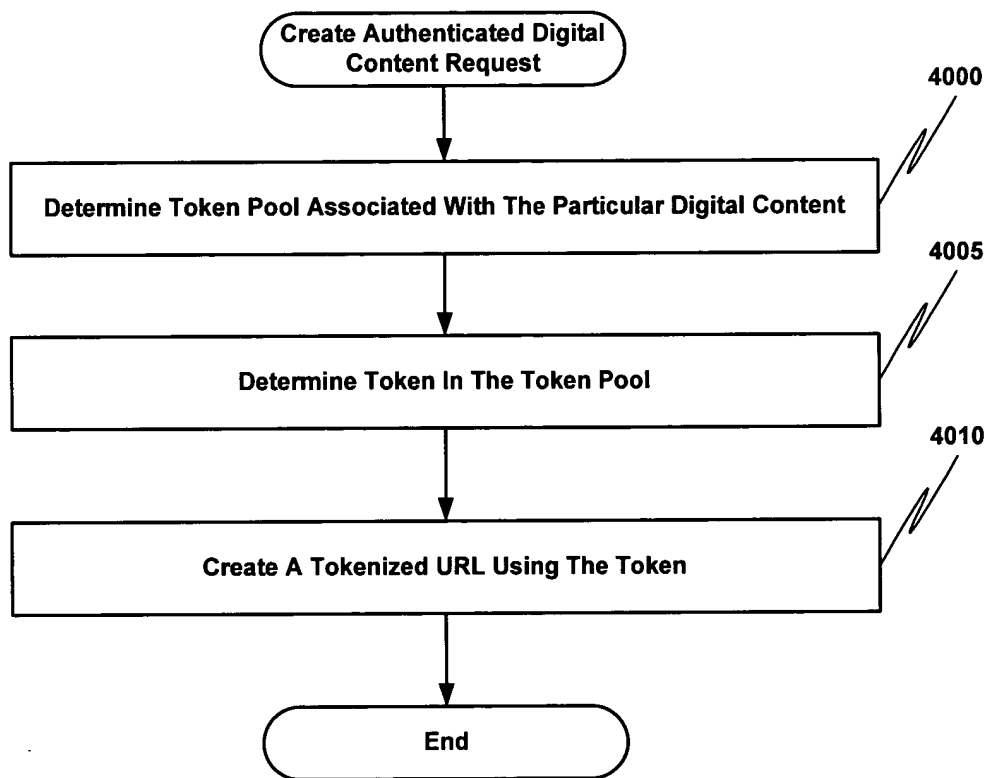 Create Authenticated Digital
Content Request
4000
Determine Token Pool Associated With The Particular Digital Content
4005
Determine Token In The Token Pool
4010
Create A Tokenized URL Using The Token
End